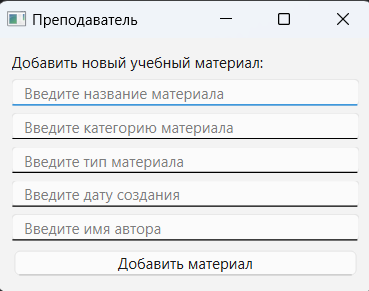 Преподаватель
Добавить новый учебный материал:
Введите название материала
Введите категорию материала
Введите тип материала
Введите дату создания
Введите имя автора
Добавить материал